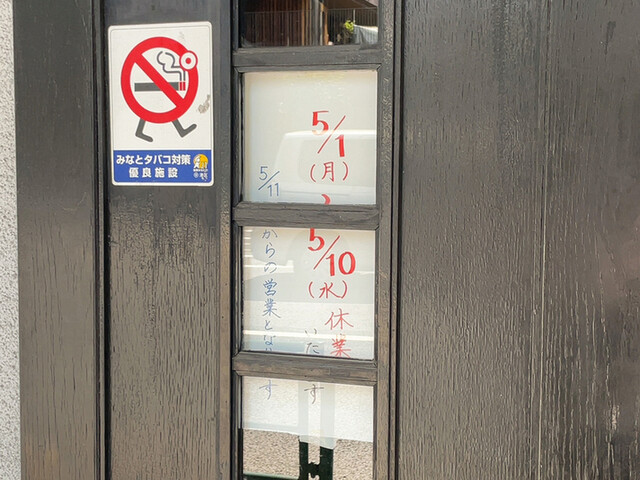 みなとタバコ対策
優良施設
5/1
(月)
5/10
(水)
休業
いた
す
5/11
からの営業とな
す